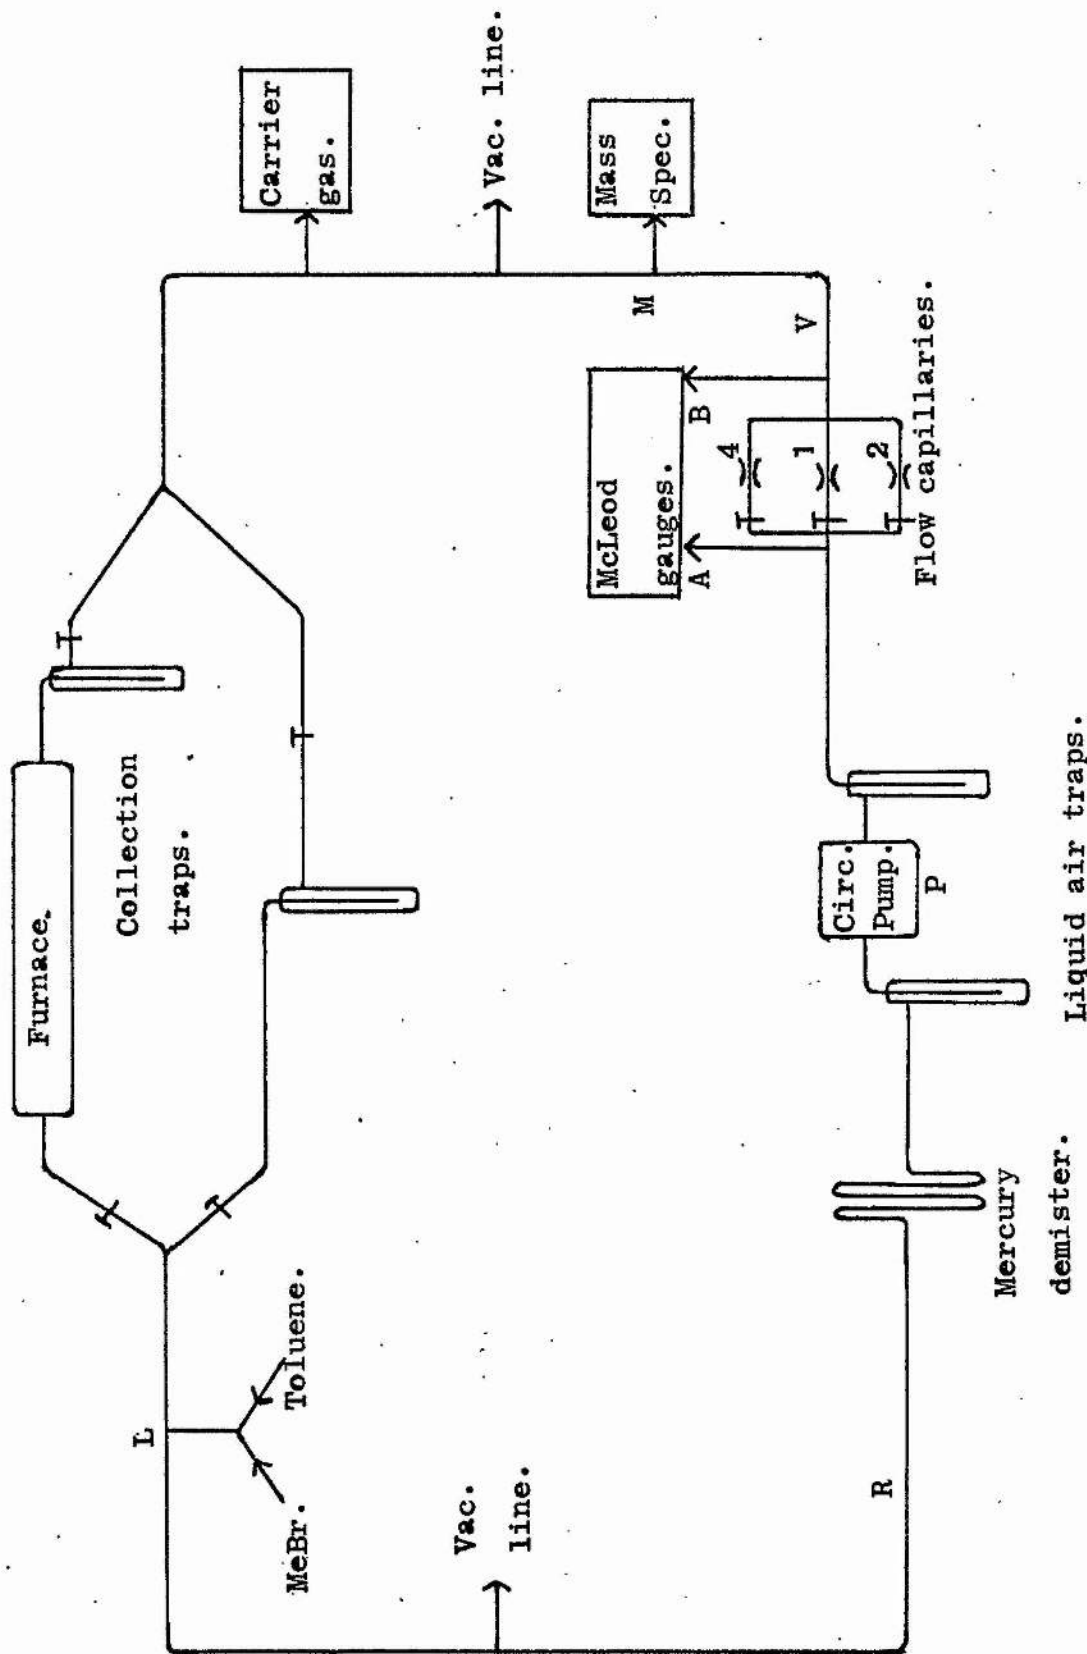 Furnace.
Collection
traps.
Carrier
gas.
Vac. line.
Mass
Spec.
M
V
McLeod
gauges.
A
B
4
1
2
Flow capillaries.
L
MeBr.
Toluene.
Vac.
line.
R
Mercury
demister.
Circ.
Pump.
P
Liquid air traps.